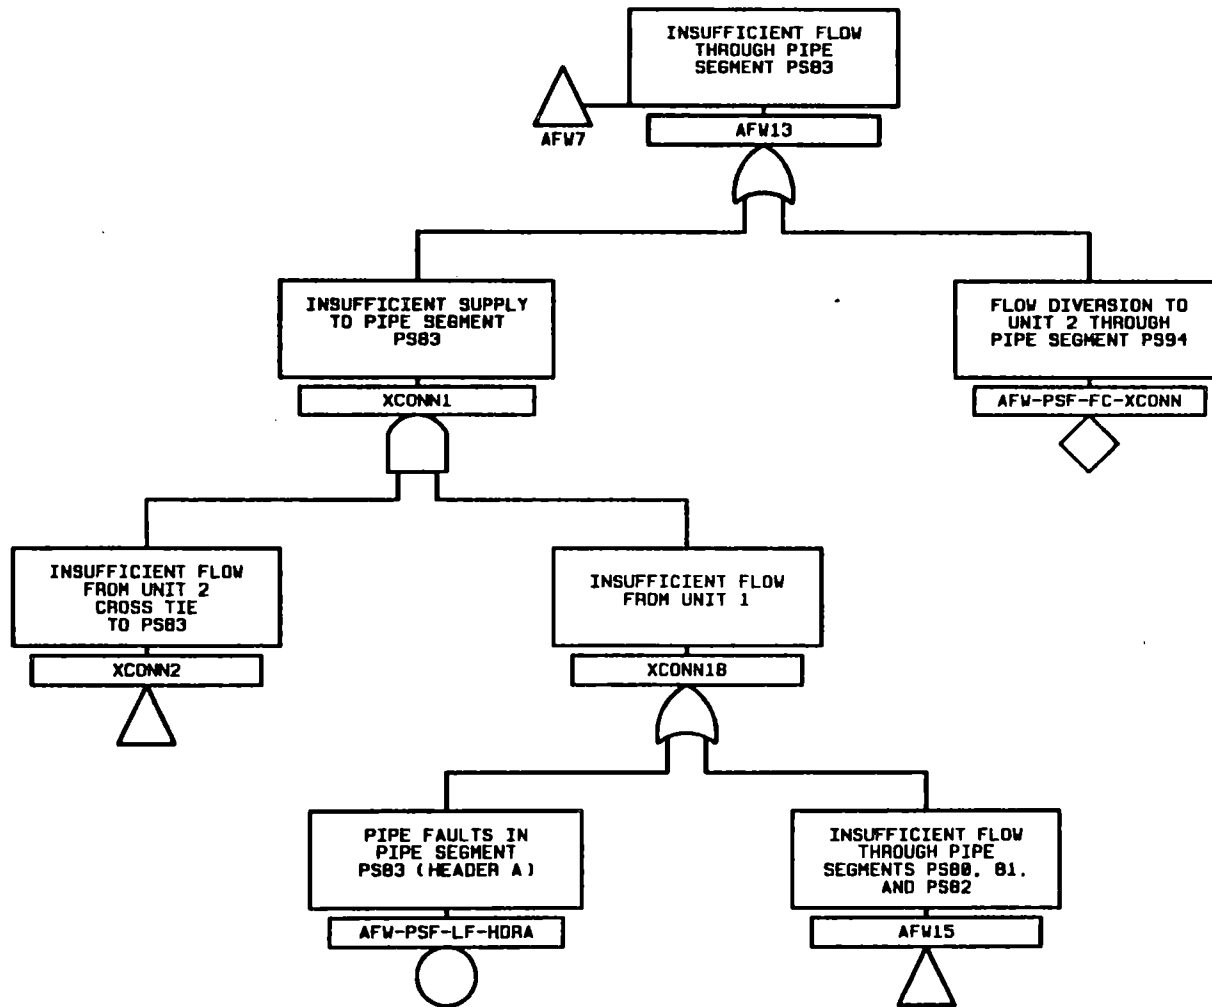 INSUFFICIENT FLOW
THROUGH PIPE
SEGMENT PS83
AFW7
AFW13
INSUFFICIENT SUPPLY
TO PIPE SEGMENT
PS83
XCONN1
FLOW DIVERSION TO
UNIT 2 THROUGH
PIPE SEGMENT PS94
AFW-PSF-FC-XCONN
INSUFFICIENT FLOW
FROM UNIT 2
CROSS TIE
TO PS83
XCONN2
INSUFFICIENT FLOW
FROM UNIT 1
XCONN1B
PIPE FAULTS IN
PIPE SEGMENT
PS83 (HEADER A)
AFW-PSF-LF-HDRA
INSUFFICIENT FLOW
THROUGH PIPE
SEGMENTS PS80, 81,
AND PS82
AFW15